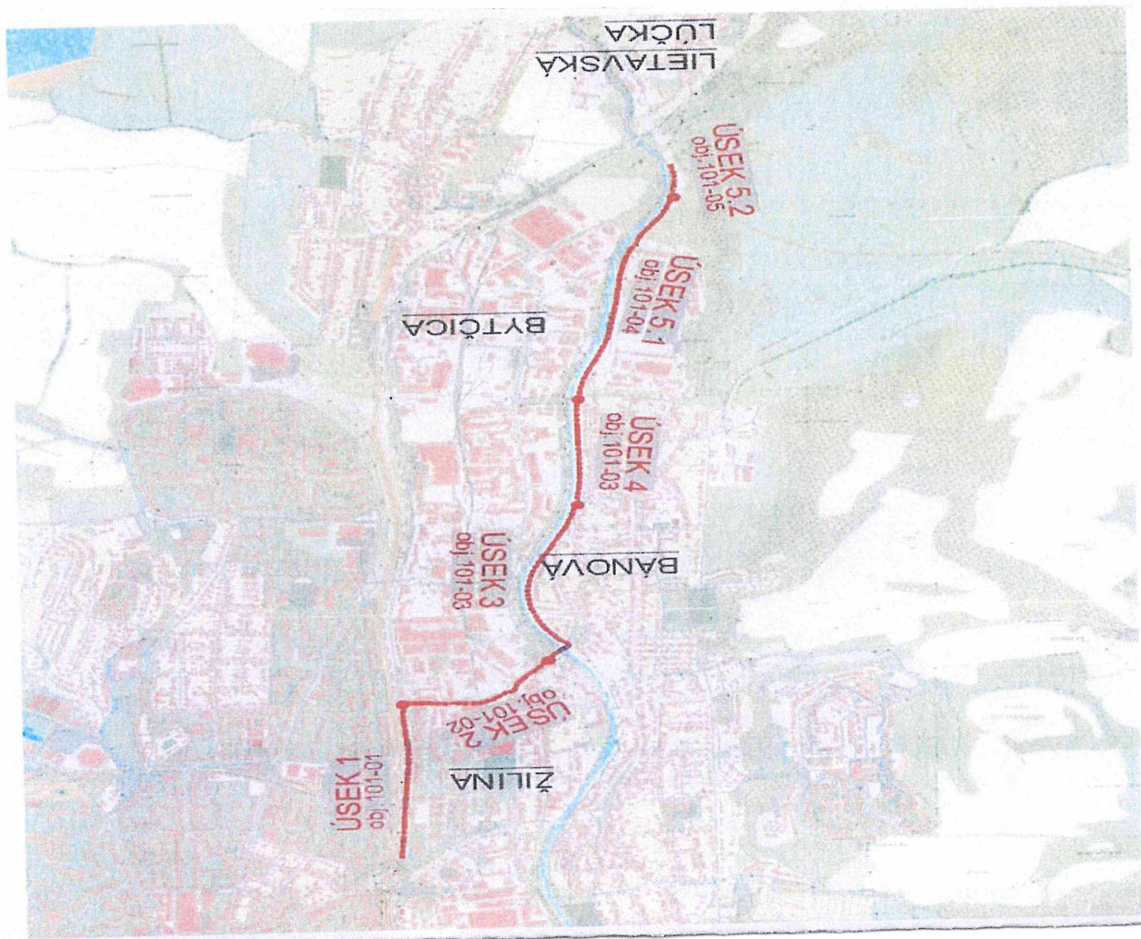 LIETAVSKÁ
LÚČKA
ÚSEK 5.2
obj.101-05
ÚSEK 5.1
obj 101-04
BYTČICA
ÚSEK 4
obj 101-03
ÚSEK 3
obj 101-03
BÁNOVÁ
ÚSEK 2
obj. 101-02
ŽILINA
ÚSEK 1
obj 101-01